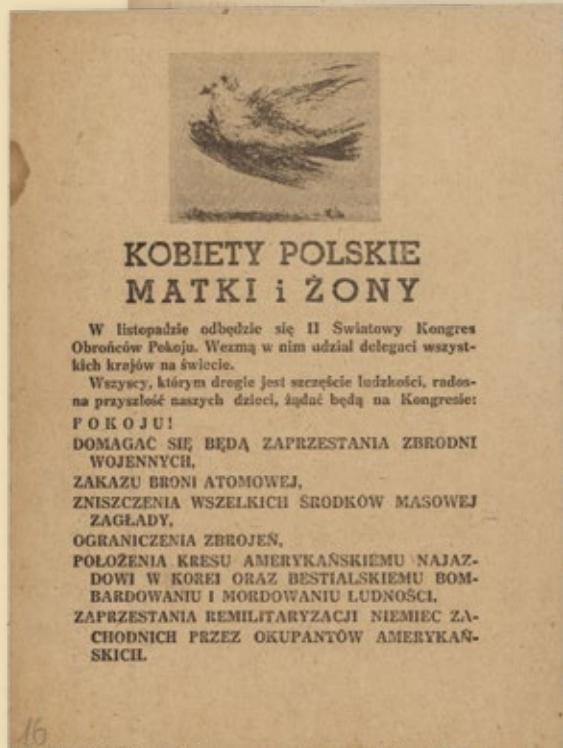 KOBIETY POLSKIE
MATKI i ŻONY
W listopadzie odbędzie się II Światowy Kongres
Obrońców Pokoju. Wezmą w nim udział delegaci wszyst-
kich krajów na świecie.
Wszyscy, którym drogie jest szczęście ludzkości, rados-
na przyszłość naszych dzieci, żądać będą na Kongresie:
POKOJU!
DOMAGAĆ SIĘ BĘDĄ ZAPRZESTANIA ZBRODNI
WOJENNYCH,
ZAKAZU BRONI ATOMOWEJ,
ZNISZCZENIA WSZELKICH ŚRODKÓW MASOWEJ
ZAGŁADY,
OGRANICZENIA ZBROJEŃ,
POŁOŻENIA KRESU AMERYKAŃSKIEMU NAJAZ-
DOWI W KOREI ORAZ BESTIALSKIEMU BOM-
BARDOWANIU I MORDOWANIU LUDNOŚCI,
ZAPRZESTANIA REMILITARYZACJI NIEMIEC ZA-
CHODNICH PRZEZ OKUPANTÓW AMERYKAŃ-
SKICH.
16